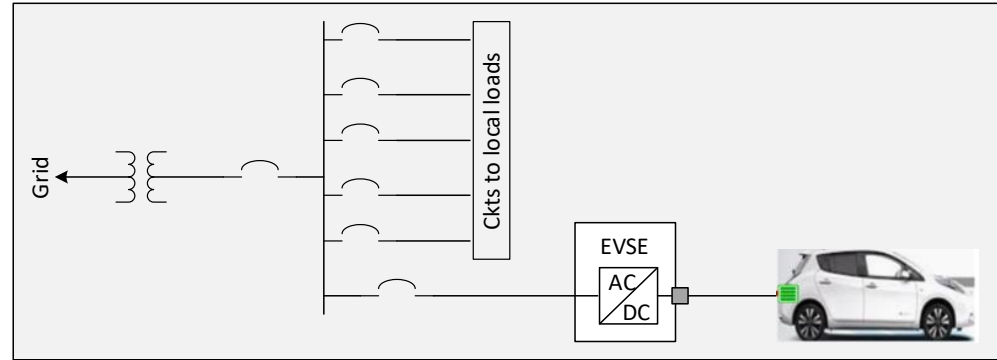 Grid
Ckts to local loads
EVSE
AC
DC